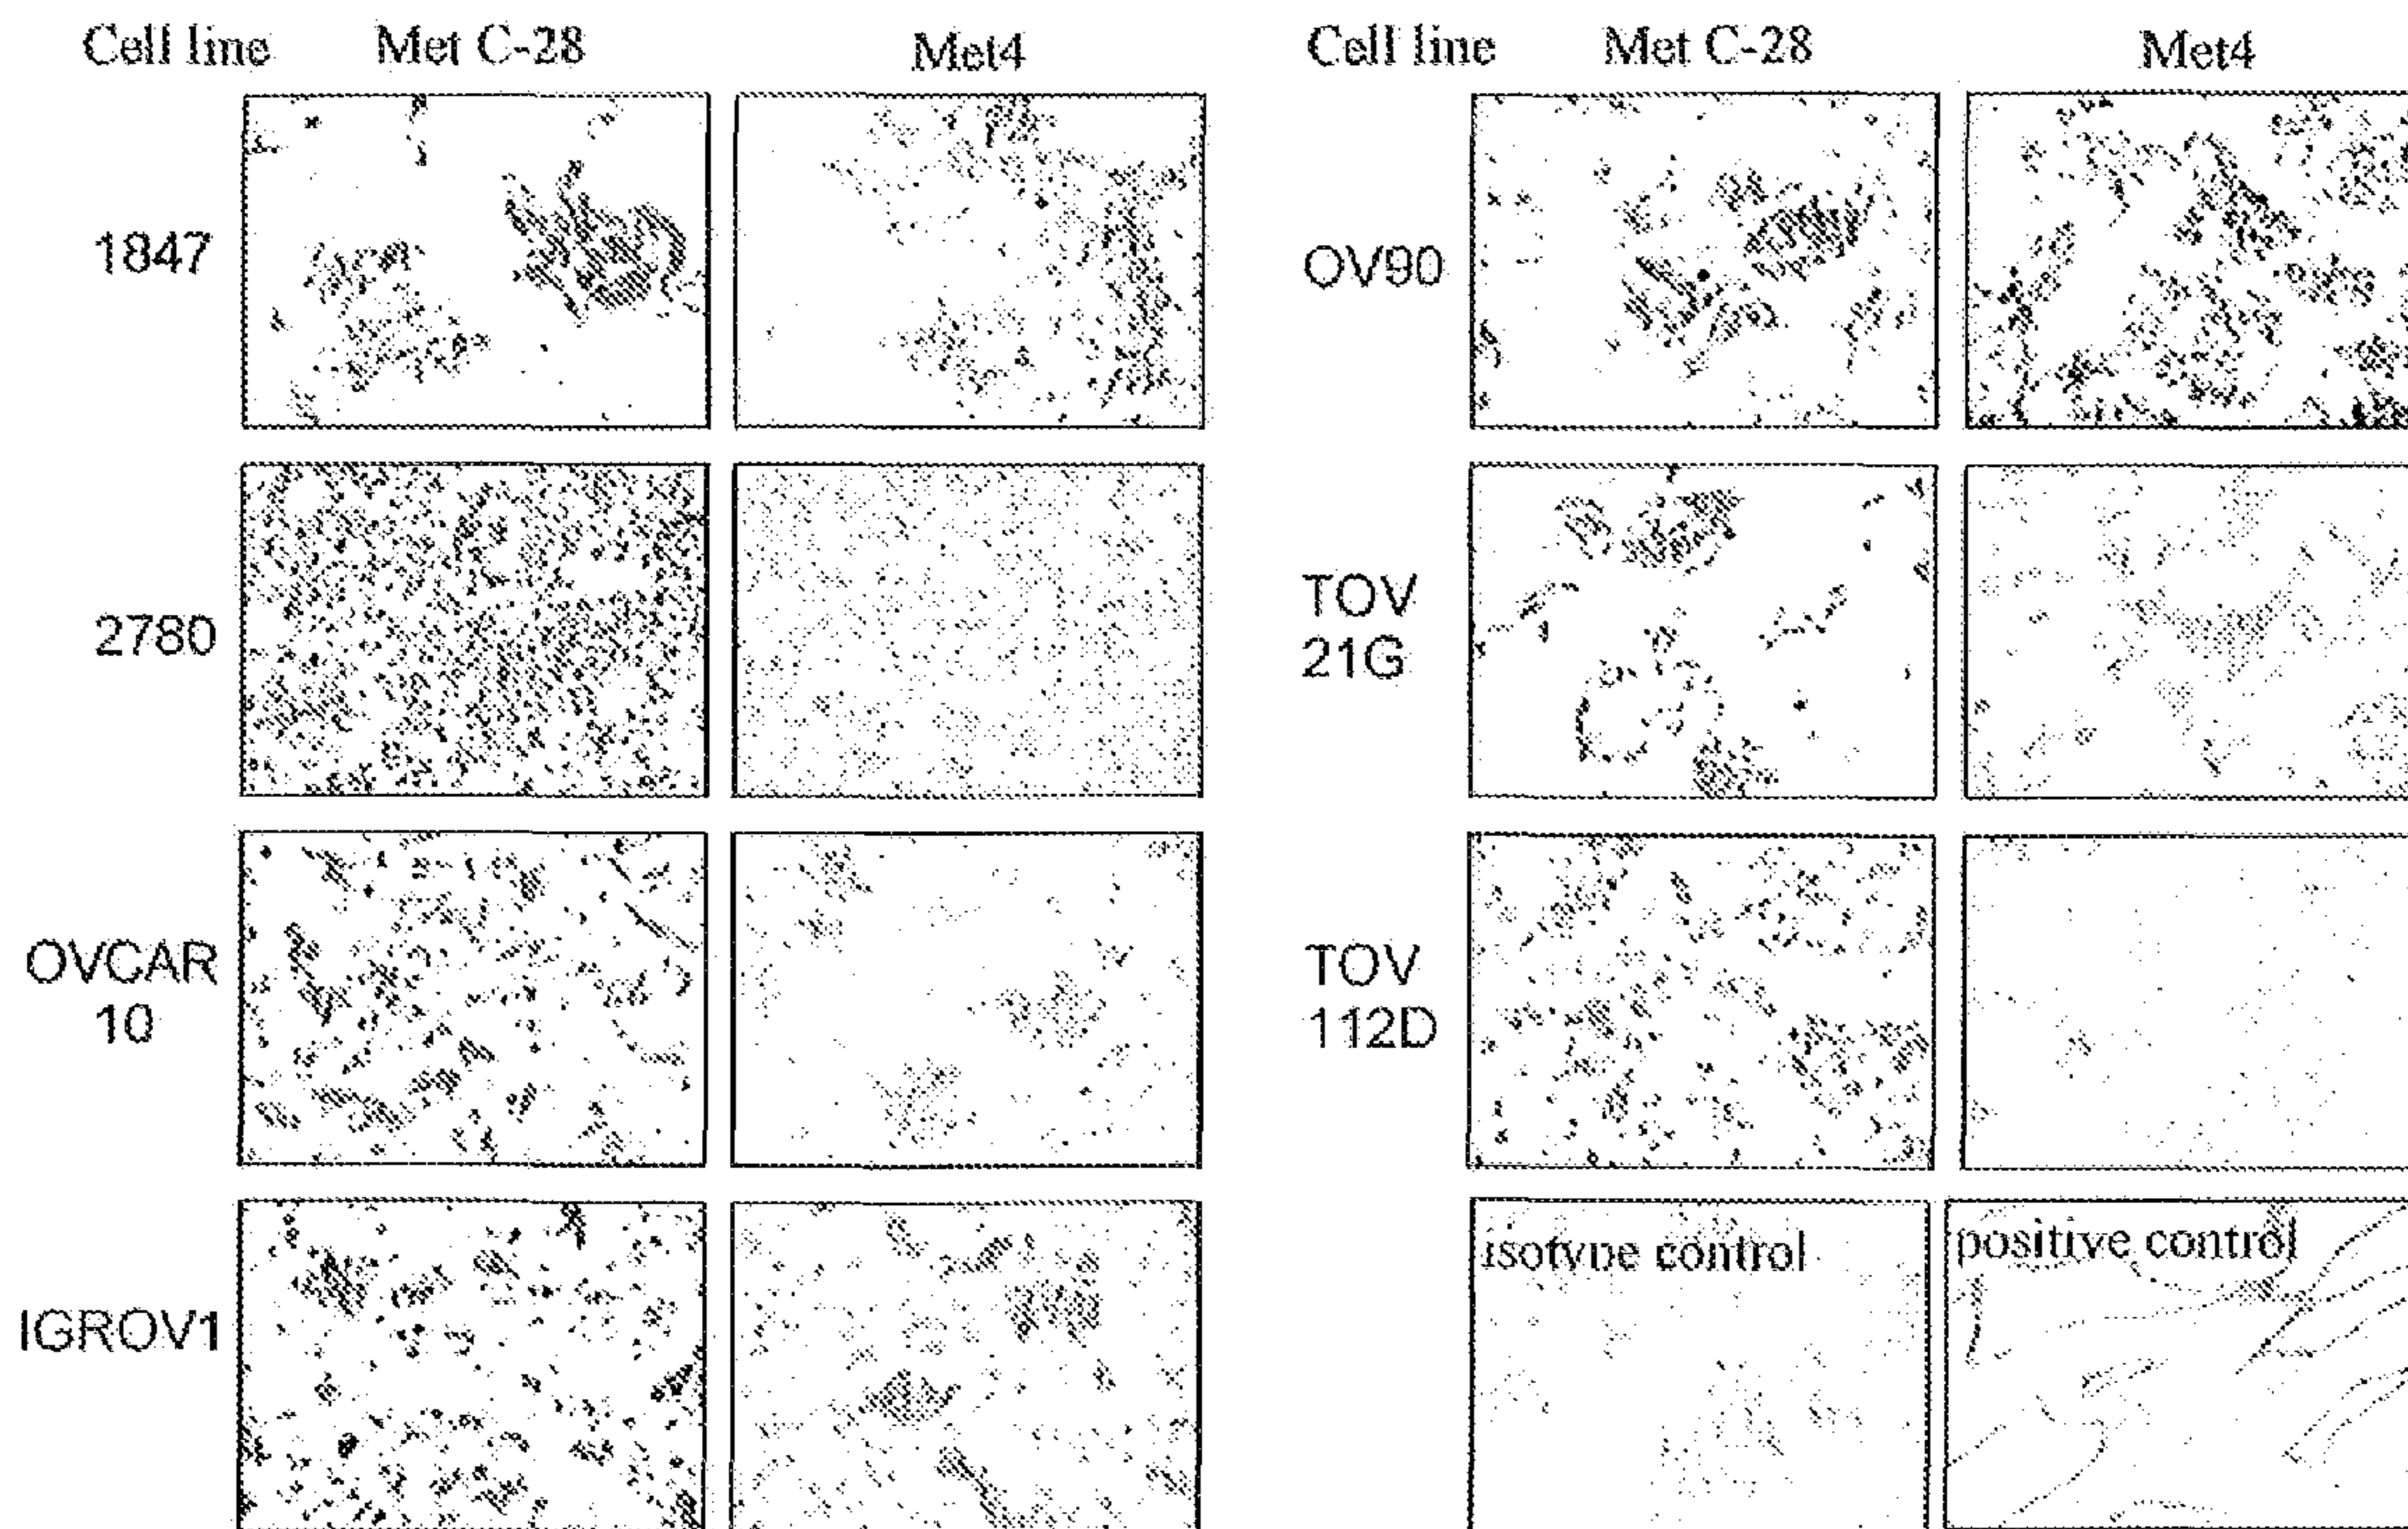 Cell line Met C-28 Met4 Cell line Met C-28 Met4
1847
OV90
2780
TOV
21G
OVCAR
10
TOV
112D
IGROV1
isotype control
positive control